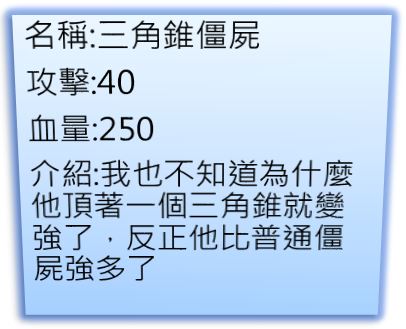 名稱:三角錐僵屍
攻擊:40
血量:250
介紹:我也不知道為什麼
他頂著一個三角錐就變
強了，反正他比普通僵
屍強多了